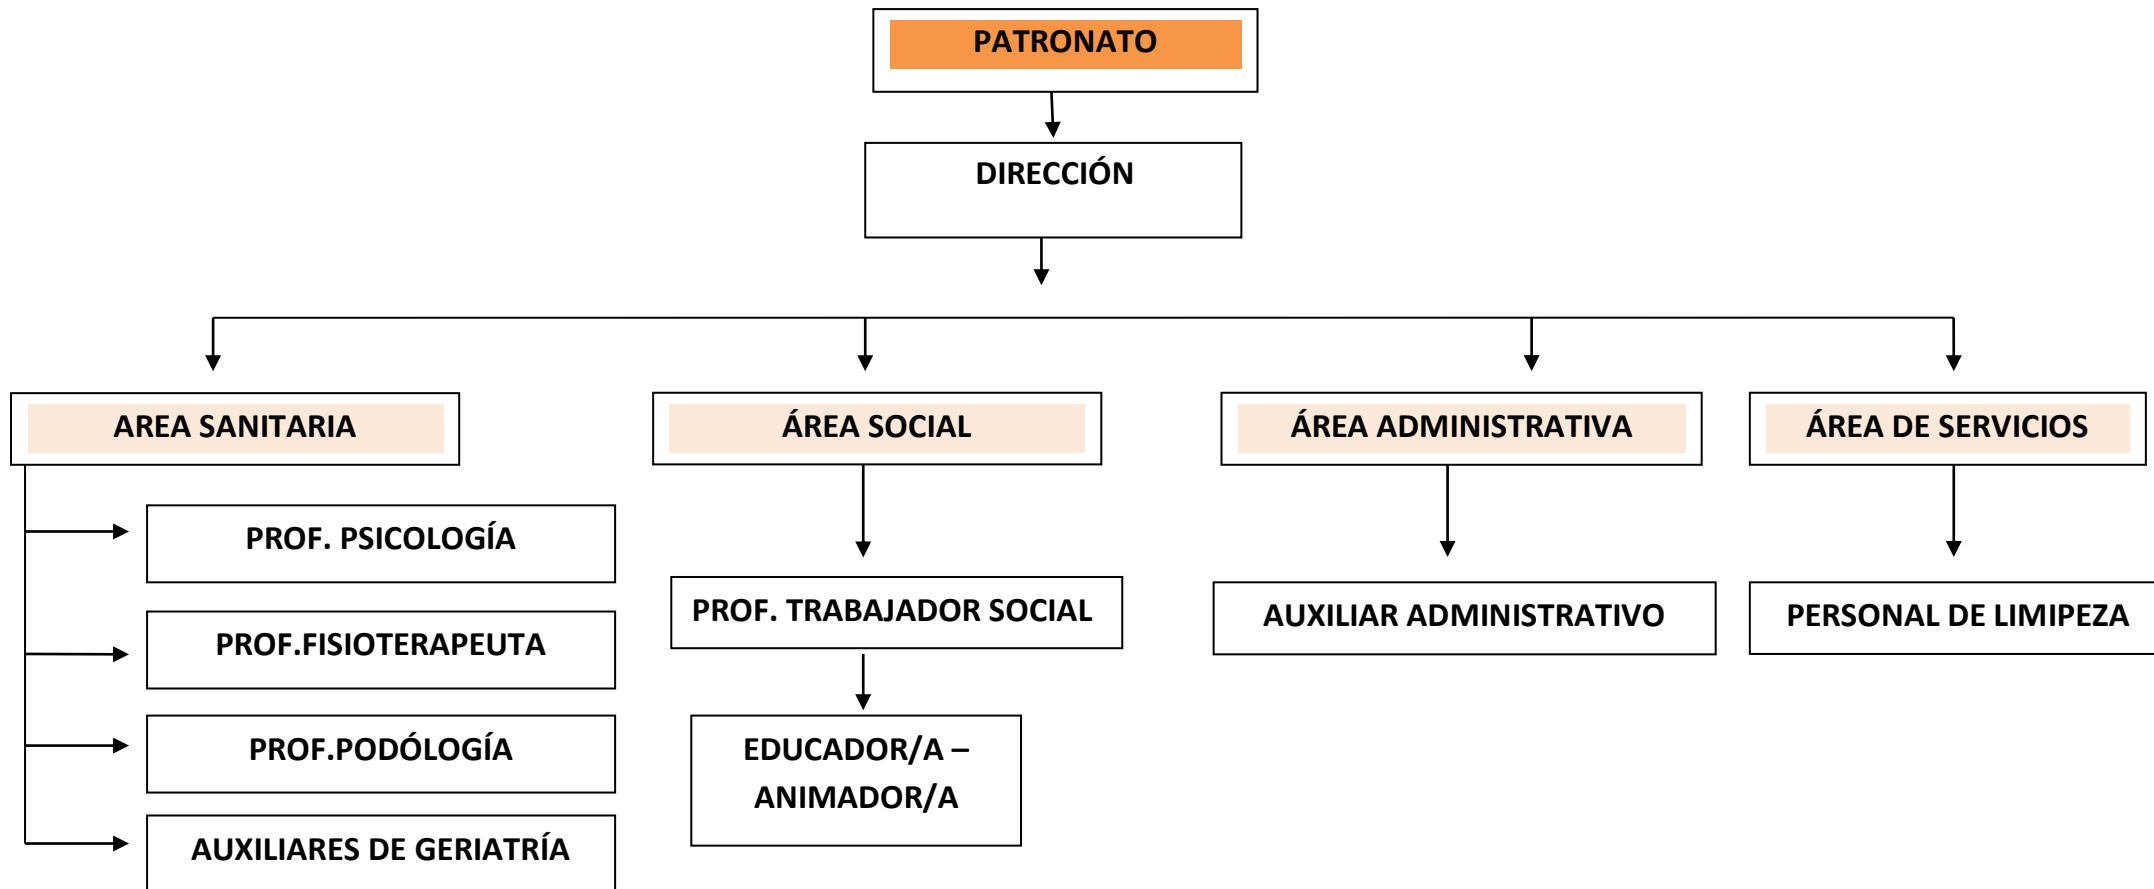 PATRONATO
DIRECCIÓN
AREA SANITARIA
ÁREA SOCIAL
ÁREA ADMINISTRATIVA
ÁREA DE SERVICIOS
PROF. PSICOLOGÍA
PROF.FISIOTERAPEUTA
PROF.PODÓLOGÍA
AUXILIARES DE GERIATRÍA
PROF. TRABAJADOR SOCIAL
EDUCADOR/A –
ANIMADOR/A
AUXILIAR ADMINISTRATIVO
PERSONAL DE LIMIPEZA